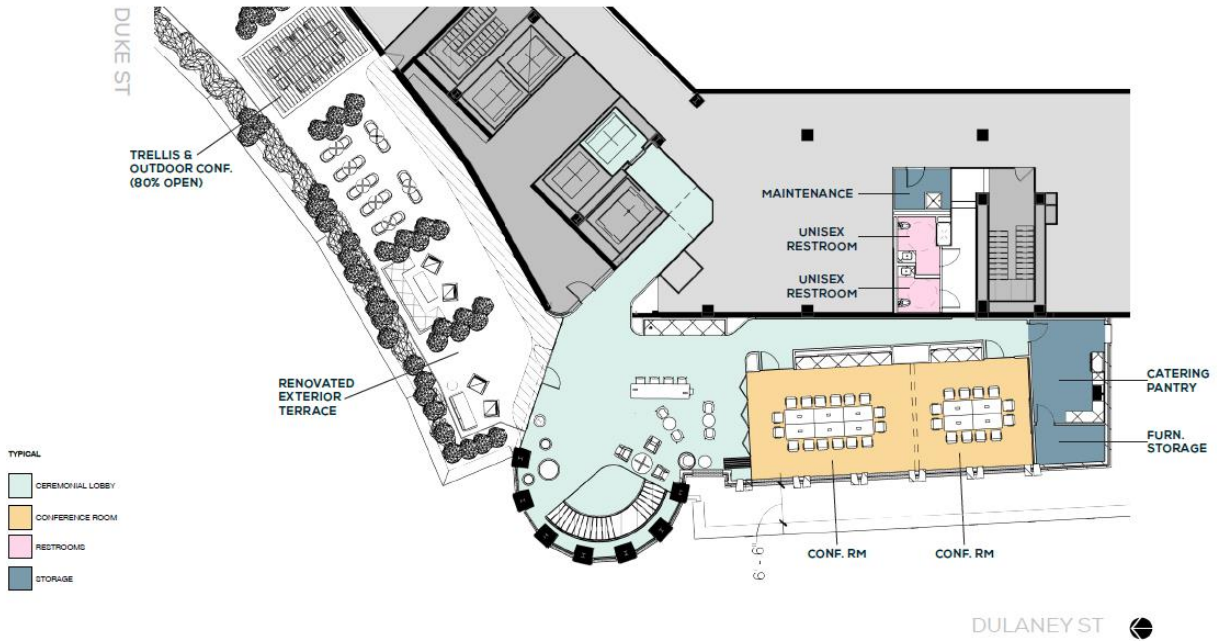 DUKE ST
TRELLIS &
OUTDOOR CONF.
(80% OPEN)
MAINTENANCE
UNISEX
RESTROOM
UNISEX
RESTROOM
RENOVATED
EXTERIOR
TERRACE
CATERING
PANTRY
FURN.
STORAGE
TYPICAL
CEREMONIAL LOBBY
CONFERENCE ROOM
RESTROOMS
STORAGE
CONF. RM
CONF. RM
6' - 6"
DULANEY ST